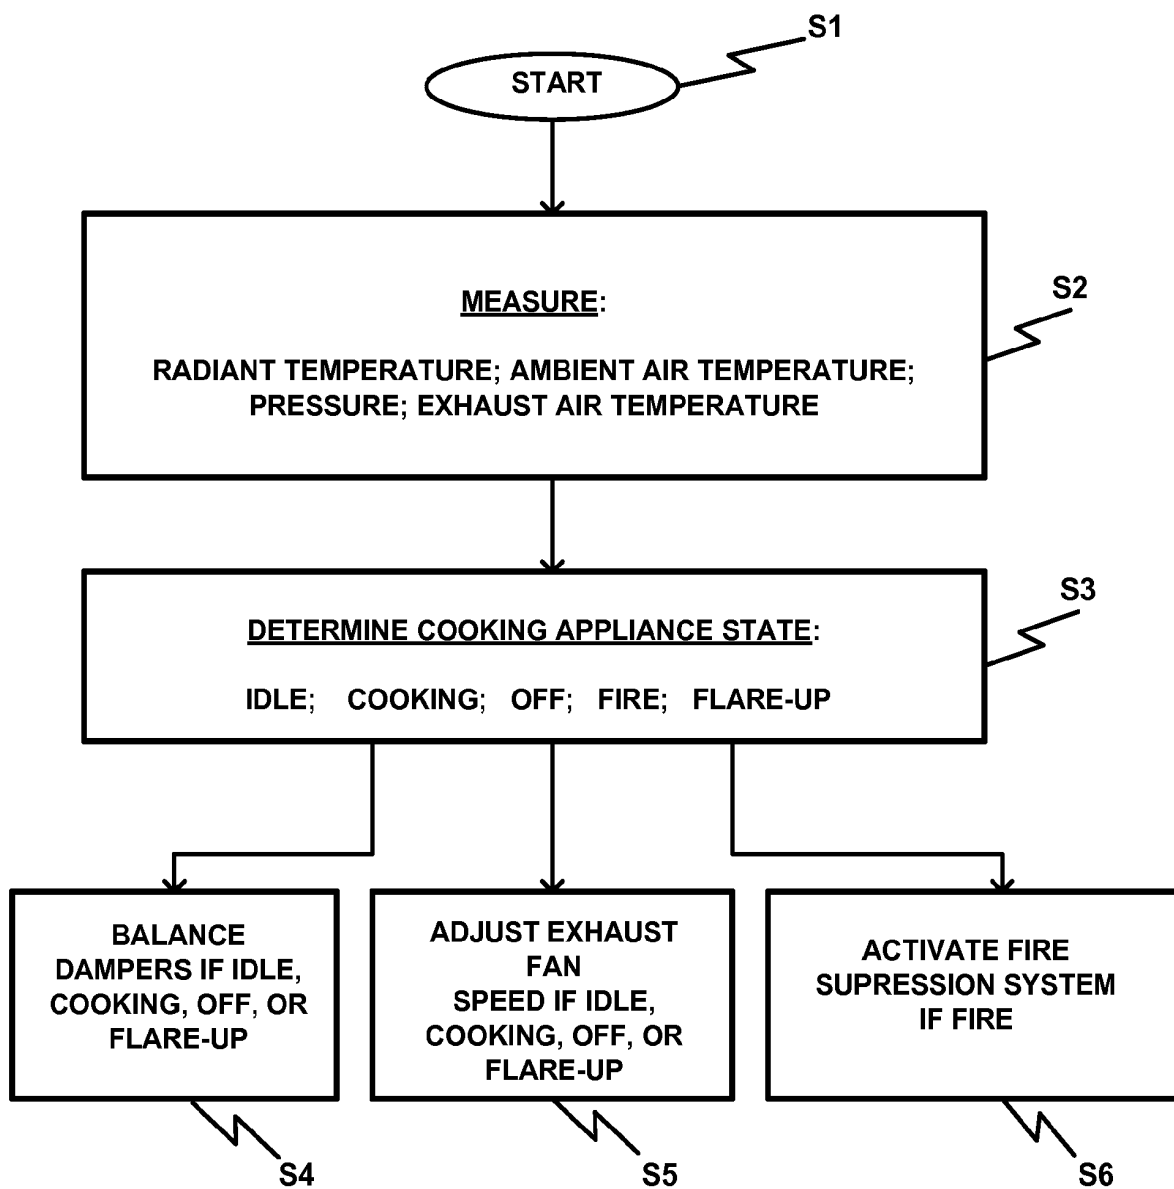 S1
START
S2
MEASURE:
RADIANT TEMPERATURE; AMBIENT AIR TEMPERATURE;
PRESSURE; EXHAUST AIR TEMPERATURE
S3
DETERMINE COOKING APPLIANCE STATE:
IDLE; COOKING; OFF; FIRE; FLARE-UP
BALANCE
DAMPERS IF IDLE,
COOKING, OFF, OR
FLARE-UP
ADJUST EXHAUST
FAN
SPEED IF IDLE,
COOKING, OFF, OR
FLARE-UP
ACTIVATE FIRE
SUPRESSION SYSTEM
IF FIRE
S4
S5
S6